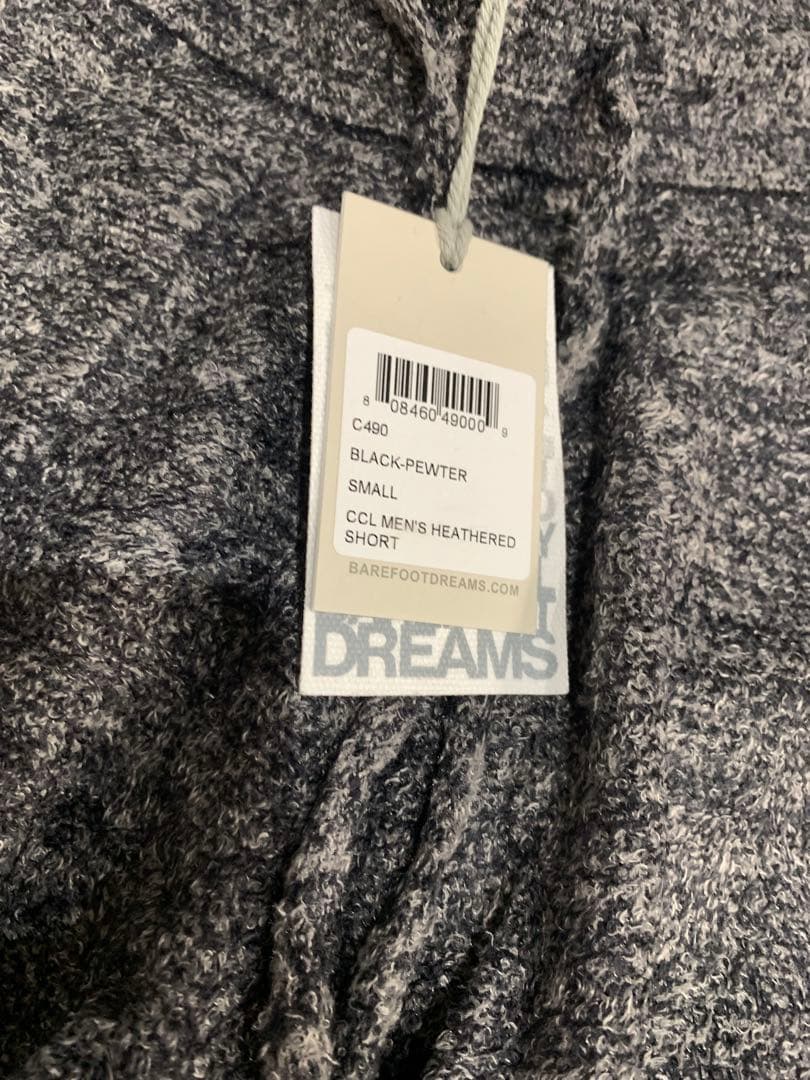 8 08460 49000 9
C490
BLACK-PEWTER
SMALL
CCL MEN'S HEATHERED
SHORT
BAREFOOTDREAMS.COM
DREAMS